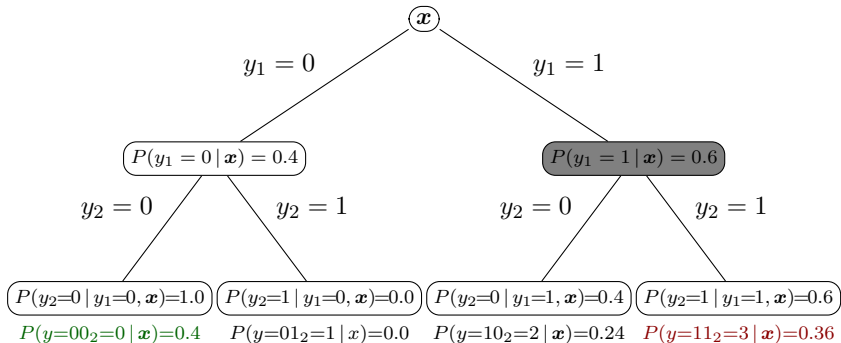 x
y₁ = 0 y₁ = 1
P(y₁ = 0 | x) = 0.4 P(y₁ = 1 | x) = 0.6
y₂ = 0 y₂ = 1 y₂ = 0 y₂ = 1
P(y₂=0 | y₁=0, x)=1.0 P(y₂=1 | y₁=0, x)=0.0 P(y₂=0 | y₁=1, x)=0.4 P(y₂=1 | y₁=1, x)=0.6
P(y=00₂=0 | x)=0.4 P(y=01₂=1 | x)=0.0 P(y=10₂=2 | x)=0.24 P(y=11₂=3 | x)=0.36